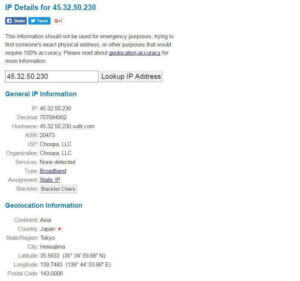 IP Details for 45.32.50.230
Share Tweet +1
This information should not be used for emergency purposes, trying to
find someone's exact physical address, or other purposes that would
require 100% accuracy. Please read about geolocation accuracy for
more information.
45.32.50.230 Lookup IP Address
General IP Information
IP: 45.32.50.230
Decimal: 757084902
Hostname: 45.32.50.230.vultr.com
ASN: 20473
ISP: Choopa, LLC
Organization: Choopa, LLC
Services: None detected
Type: Broadband
Assignment: Static IP
Blacklist: Blacklist Check
Geolocation Information
Continent: Asia
Country: Japan
State/Region: Tokyo
City: Heiwajima
Latitude: 35.5833 (35° 34′ 59.88″ N)
Longitude: 139.7483 (139° 44′ 53.88″ E)
Postal Code: 143-0006